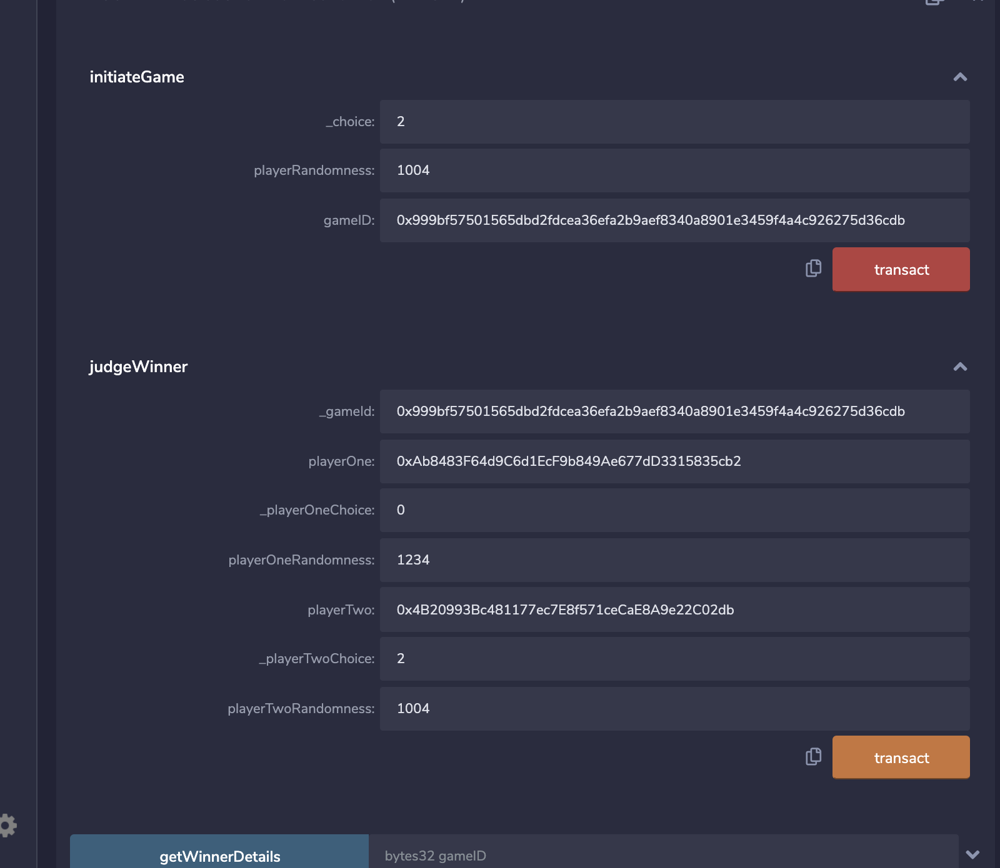 initiateGame
_choice: 2
playerRandomness: 1004
gameID: 0x999bf57501565dbd2fdcea36efa2b9aef8340a8901e3459f4a4c926275d36cdb
transact
judgeWinner
_gameId: 0x999bf57501565dbd2fdcea36efa2b9aef8340a8901e3459f4a4c926275d36cdb
playerOne: 0xAb8483F64d9C6d1EcF9b849Ae677dD3315835cb2
_playerOneChoice: 0
playerOneRandomness: 1234
playerTwo: 0x4B20993Bc481177ec7E8f571ceCaE8A9e22C02db
_playerTwoChoice: 2
playerTwoRandomness: 1004
transact
getWinnerDetails bytes32 gameID